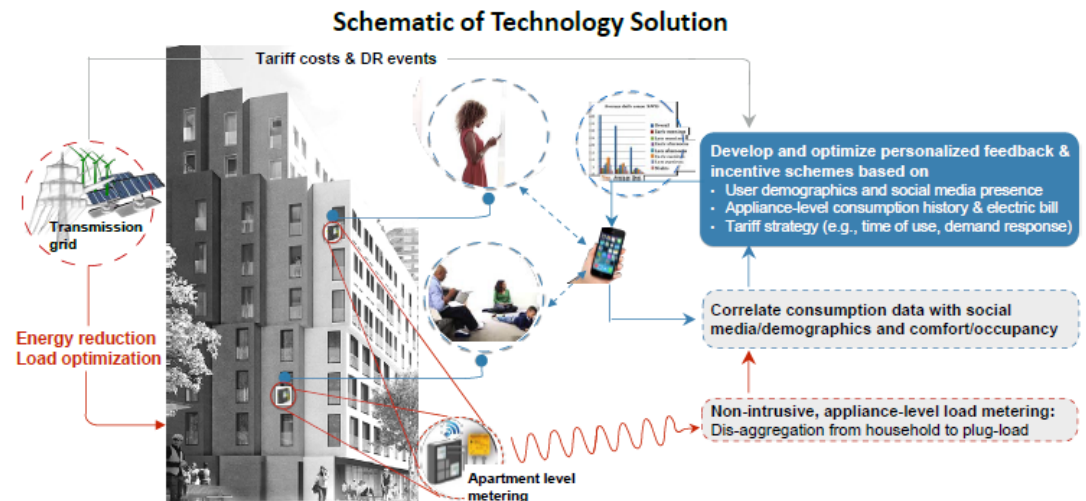 Schematic of Technology Solution
Tariff costs & DR events
Transmission
grid
Energy reduction
Load optimization
Develop and optimize personalized feedback &
incentive schemes based on
• User demographics and social media presence
• Appliance-level consumption history & electric bill
• Tariff strategy (e.g., time of use, demand response)
Correlate consumption data with social
media/demographics and comfort/occupancy
Non-intrusive, appliance-level load metering:
Dis-aggregation from household to plug-load
Apartment level
metering